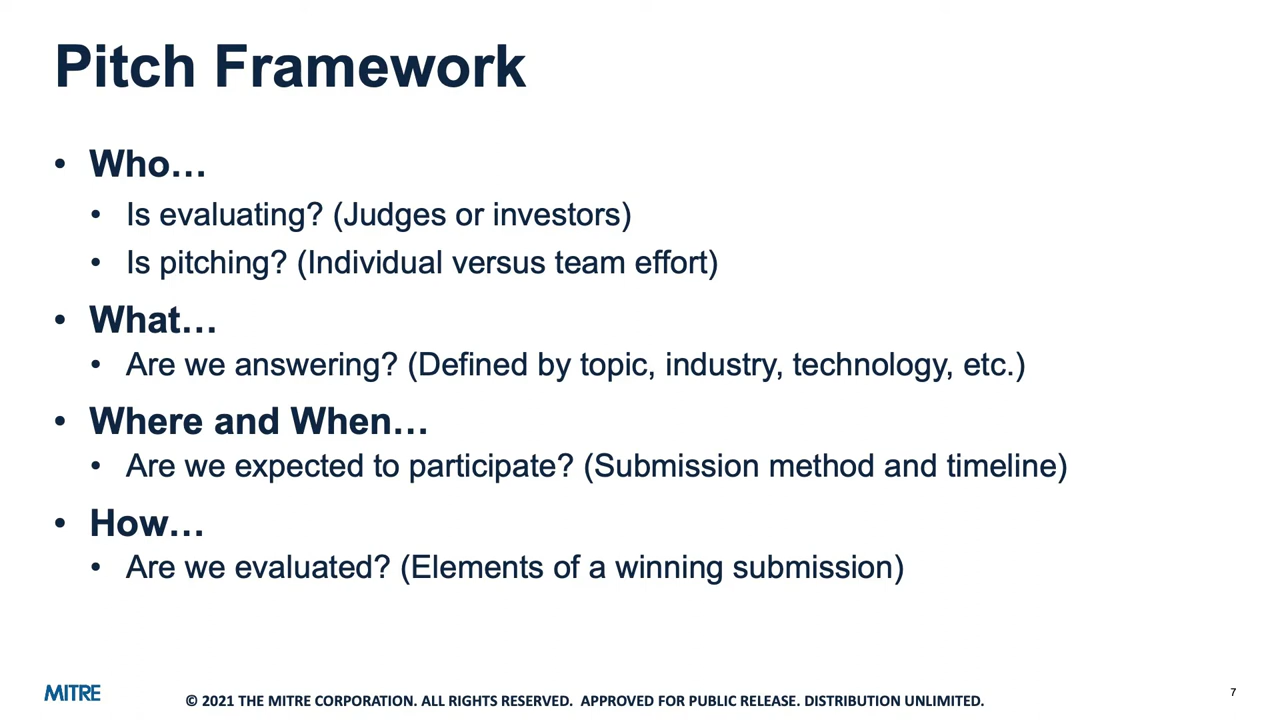 Pitch Framework
• Who…
• Is evaluating? (Judges or investors)
• Is pitching? (Individual versus team effort)
• What…
• Are we answering? (Defined by topic, industry, technology, etc.)
• Where and When…
• Are we expected to participate? (Submission method and timeline)
• How…
• Are we evaluated? (Elements of a winning submission)
MITRE
© 2021 THE MITRE CORPORATION. ALL RIGHTS RESERVED.  APPROVED FOR PUBLIC RELEASE. DISTRIBUTION UNLIMITED.
7